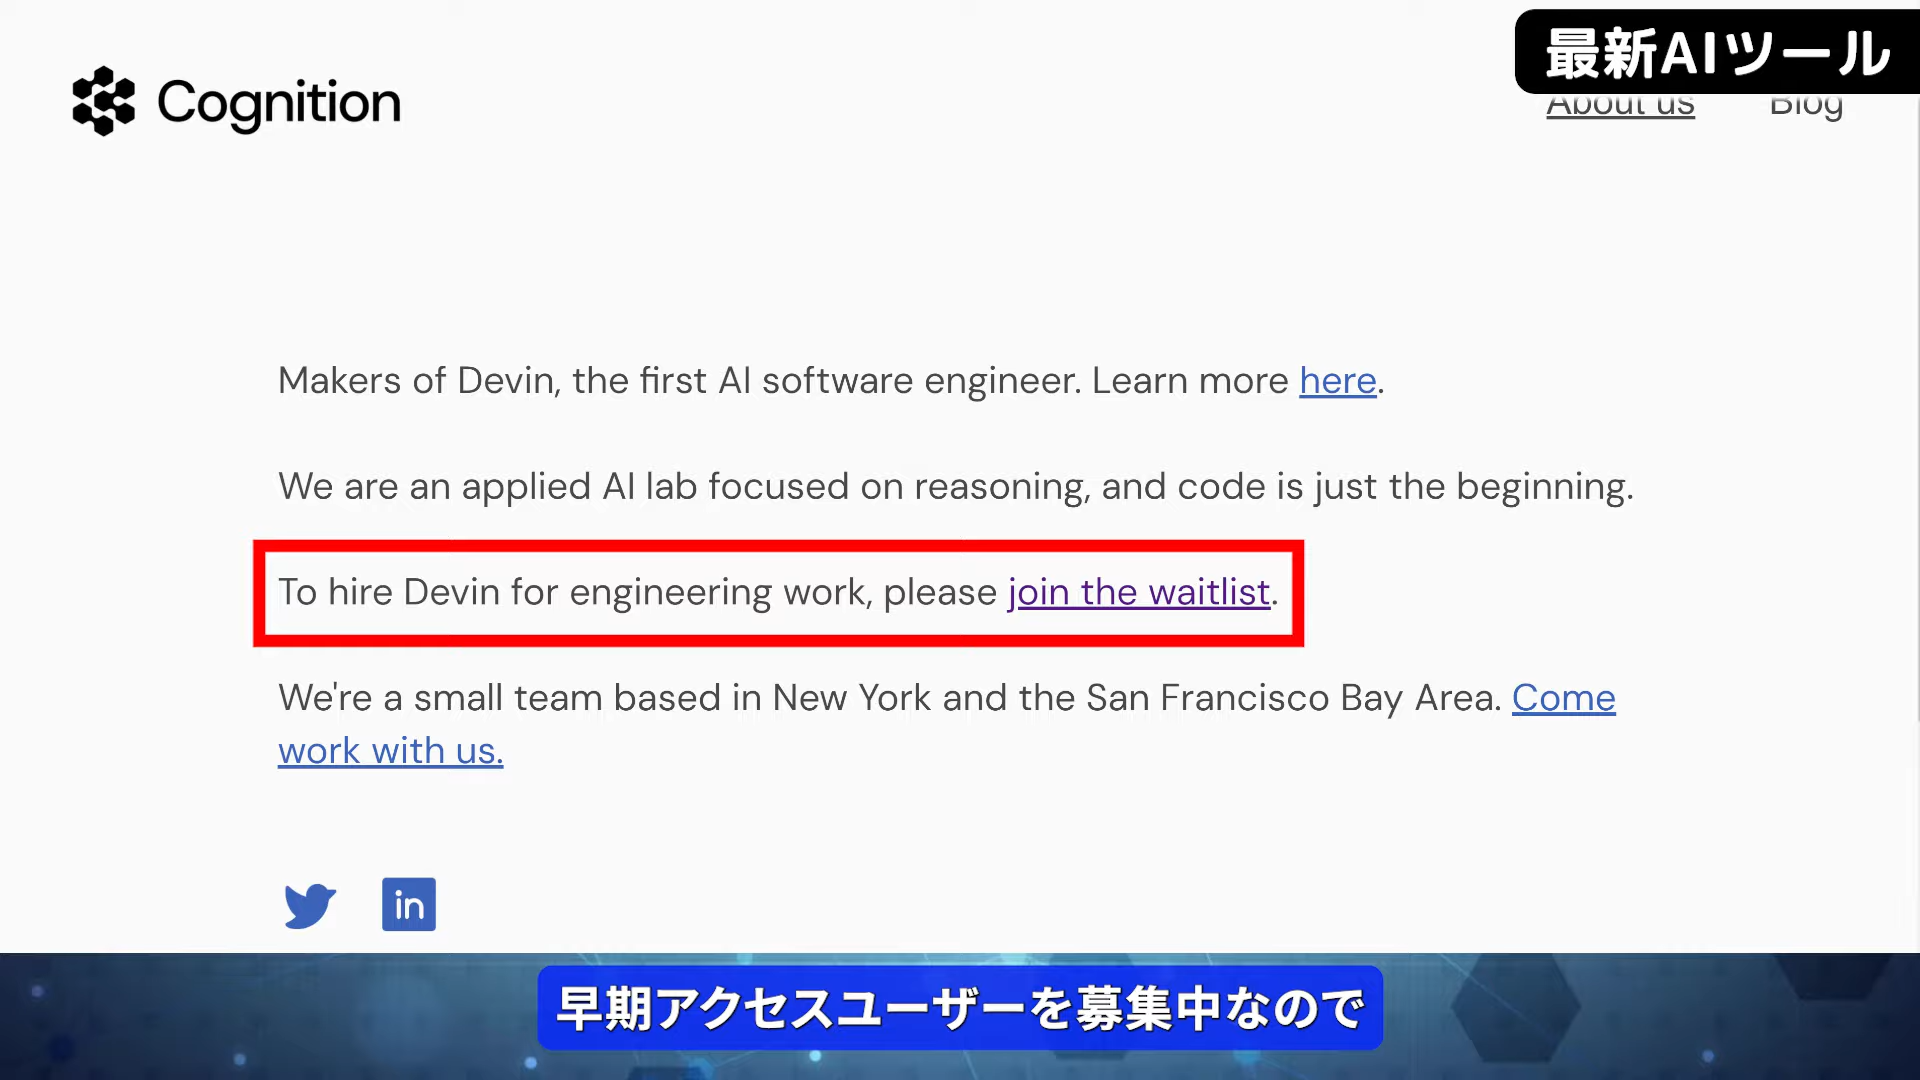 最新AIツール
Cognition
About us
Blog
Makers of Devin, the first AI software engineer. Learn more here.
We are an applied AI lab focused on reasoning, and code is just the beginning.
To hire Devin for engineering work, please join the waitlist.
We're a small team based in New York and the San Francisco Bay Area. Come
work with us.
in
早期アクセスユーザーを募集中なので